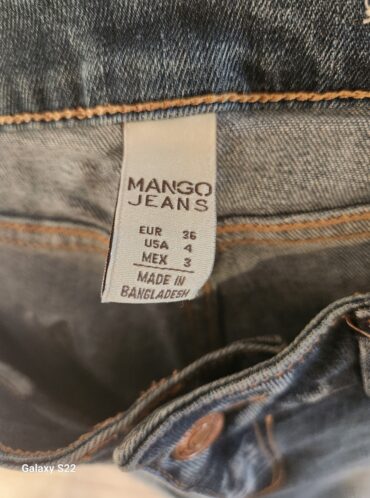 MANGO
JEANS
EUR 36
USA 4
MEX 3
MADE IN
BANGLADESH
Galaxy S22